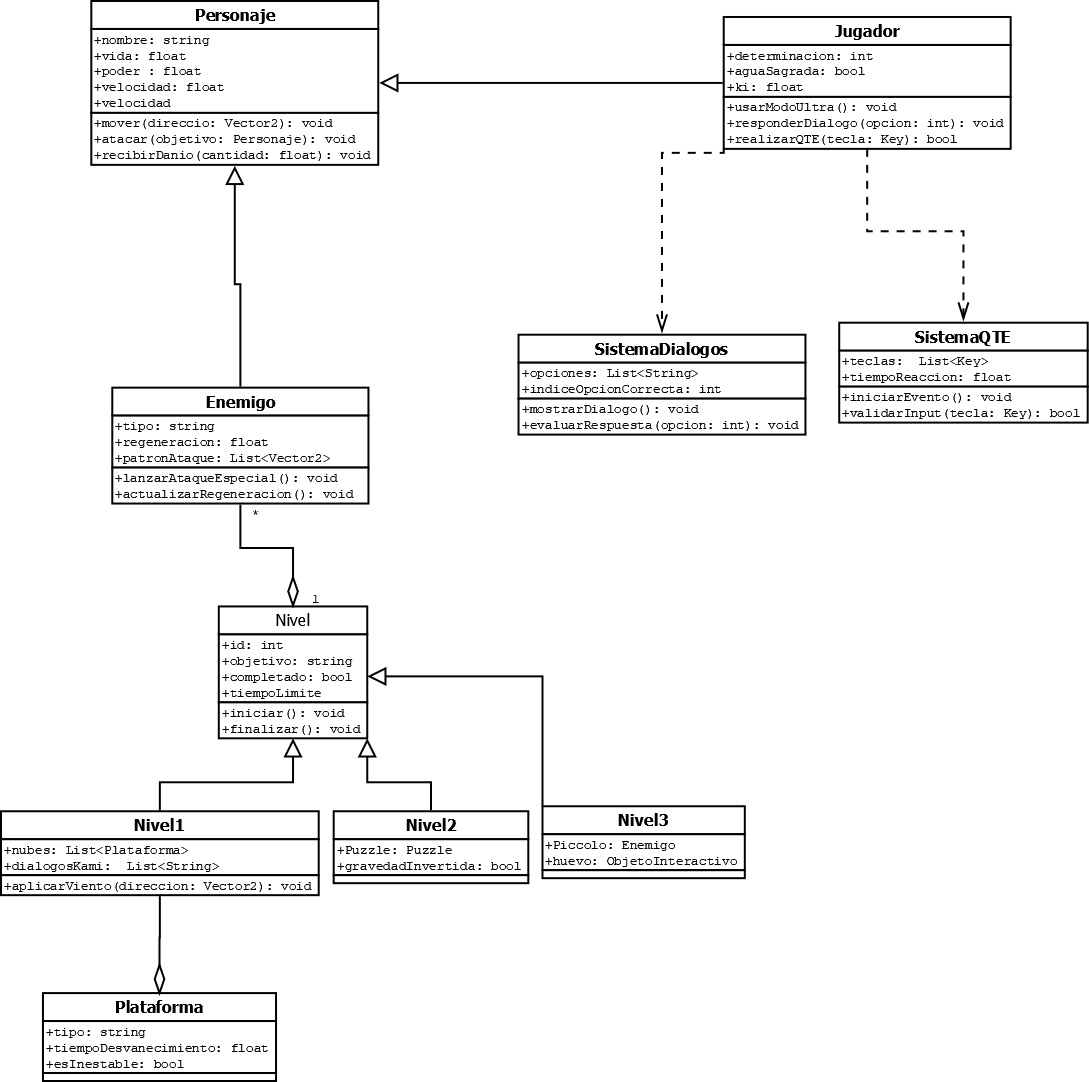 Personaje
+nombre: string
+vida: float
+poder : float
+velocidad: float
+velocidad
+mover(direccio: Vector2): void
+atacar(objetivo: Personaje): void
+recibirDanio(cantidad: float): void
Jugador
+determinacion: int
+aguaSagrada: bool
+ki: float
+usarModoUltra(): void
+responderDialogo(opcion: int): void
+realizarQTE(tecla: Key): bool
SistemaDialogos
+opciones: List<String>
+indiceOpcionCorrecta: int
+mostrarDialogo(): void
+evaluarRespuesta(opcion: int): void
SistemaQTE
+teclas:  List<Key>
+tiempoReaccion: float
+iniciarEvento(): void
+validarInput(tecla: Key): bool
Enemigo
+tipo: string
+regeneracion: float
+patronAtaque: List<Vector2>
+lanzarAtaqueEspecial(): void
+actualizarRegeneracion(): void
*
1
Nivel
+id: int
+objetivo: string
+completado: bool
+tiempoLimite
+iniciar(): void
+finalizar(): void
Nivel1
+nubes: List<Plataforma>
+dialogosKami:  List<String>
+aplicarViento(direccion: Vector2): void
Nivel2
+Puzzle: Puzzle
+gravedadInvertida: bool
Nivel3
+Piccolo: Enemigo
+huevo: ObjetoInteractivo
Plataforma
+tipo: string
+tiempoDesvanecimiento: float
+esInestable: bool